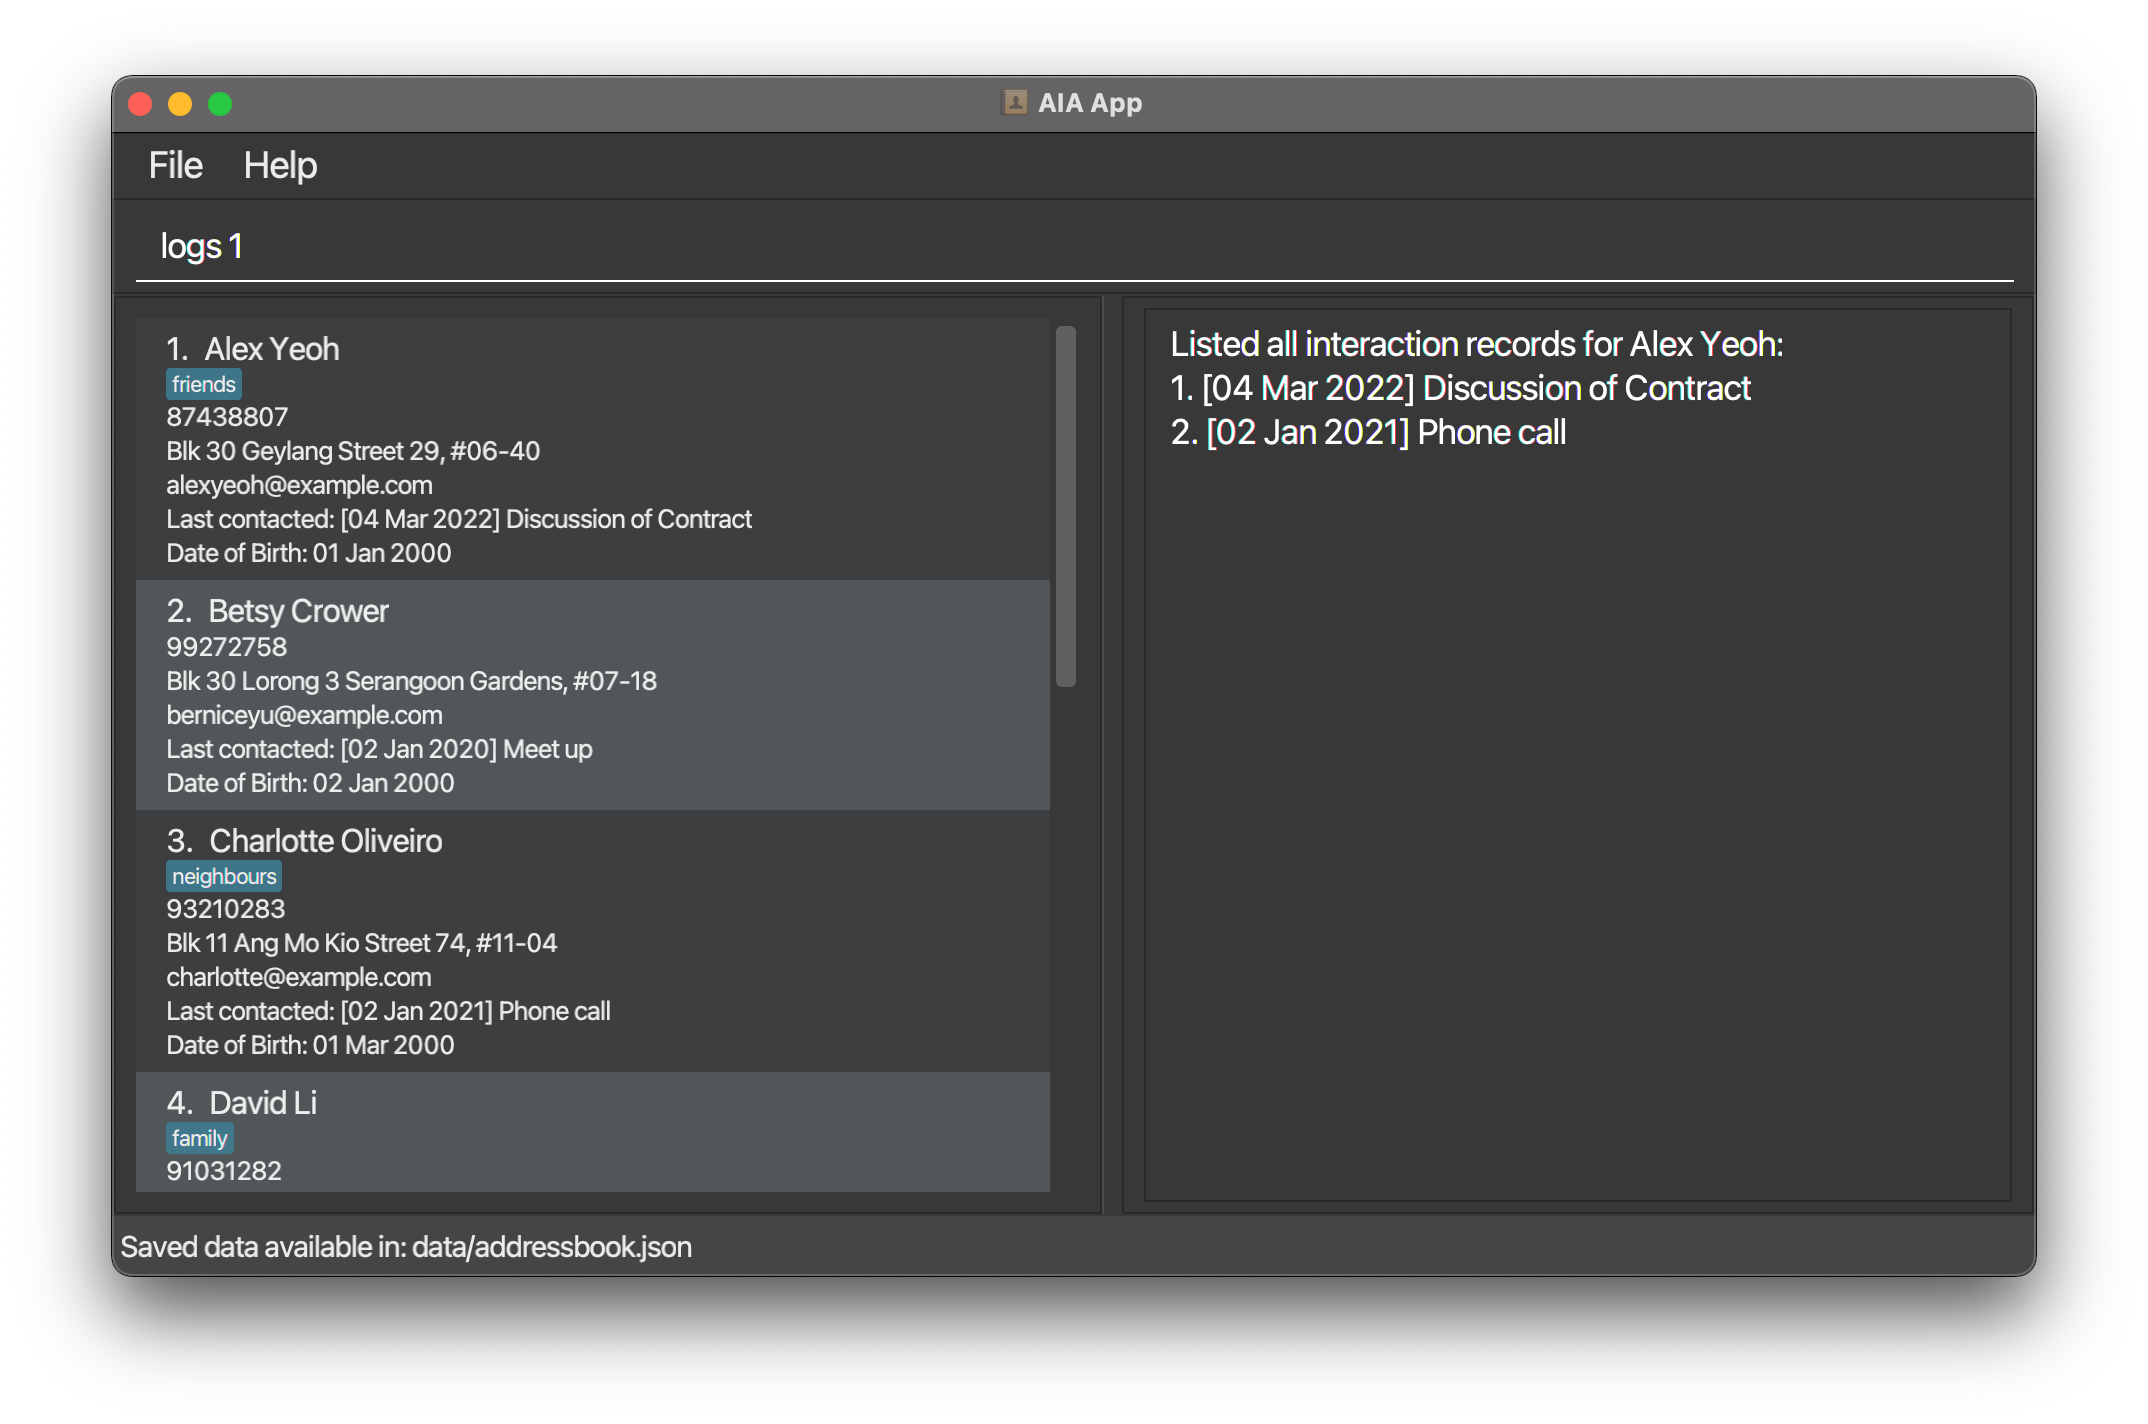 AIA App
File Help
logs 1
1. Alex Yeoh
friends
87438807
Blk 30 Geylang Street 29, #06-40
alexyeoh@example.com
Last contacted: [04 Mar 2022] Discussion of Contract
Date of Birth: 01 Jan 2000
2. Betsy Crower
99272758
Blk 30 Lorong 3 Serangoon Gardens, #07-18
berniceyu@example.com
Last contacted: [02 Jan 2020] Meet up
Date of Birth: 02 Jan 2000
3. Charlotte Oliveiro
neighbours
93210283
Blk 11 Ang Mo Kio Street 74, #11-04
charlotte@example.com
Last contacted: [02 Jan 2021] Phone call
Date of Birth: 01 Mar 2000
4. David Li
family
91031282
Listed all interaction records for Alex Yeoh:
1. [04 Mar 2022] Discussion of Contract
2. [02 Jan 2021] Phone call
Saved data available in: data/addressbook.json